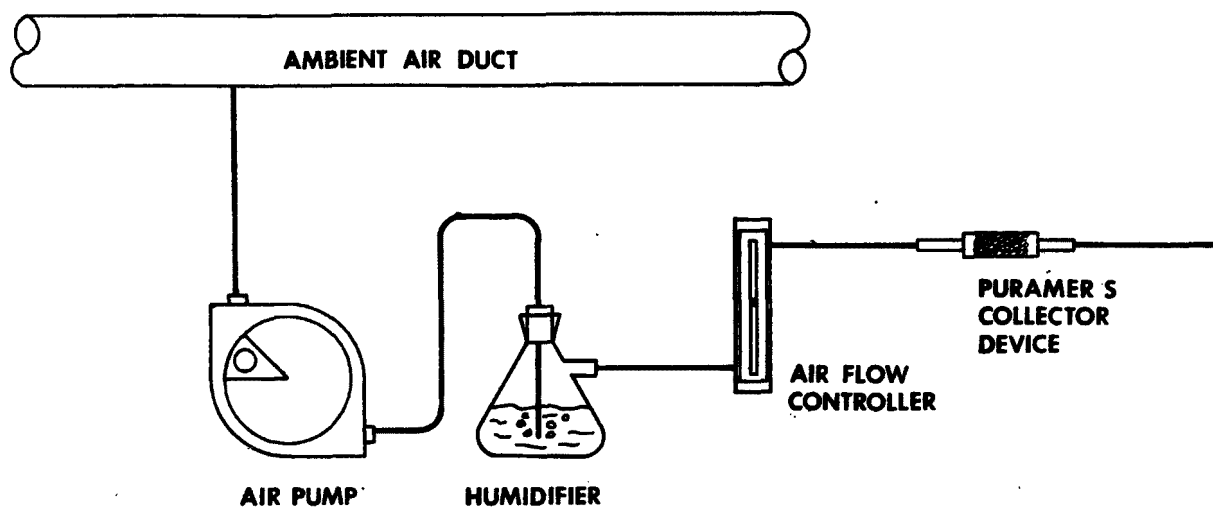 AMBIENT AIR DUCT
PURAMER S
COLLECTOR
DEVICE
AIR FLOW
CONTROLLER
AIR PUMP
HUMIDIFIER